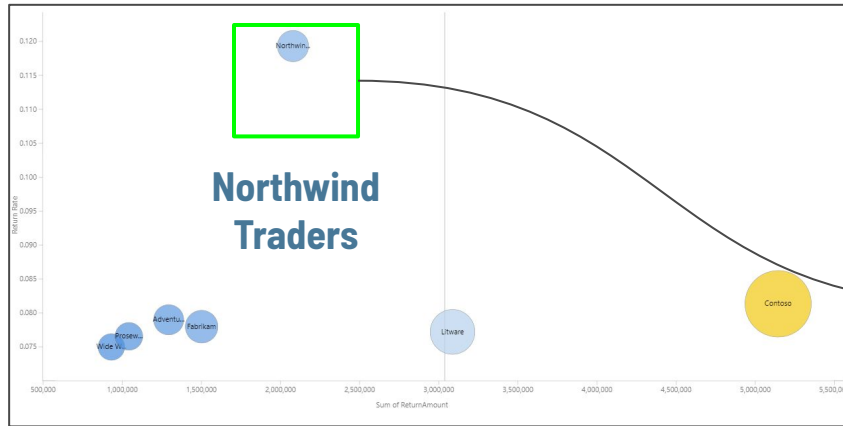 0.120
Northwin..
0.115
0.110
0.105
0.100
Northwind
Traders
0.095
0.090
0.085
0.080
0.075
Return Rate
Adventu...
Fabrikam
Prosew...
Wide W...
Litware
Contoso
500,000
1,000,000
1,500,000
2,000,000
2,500,000
3,000,000
3,500,000
4,000,000
4,500,000
5,000,000
Sum of ReturnAmount